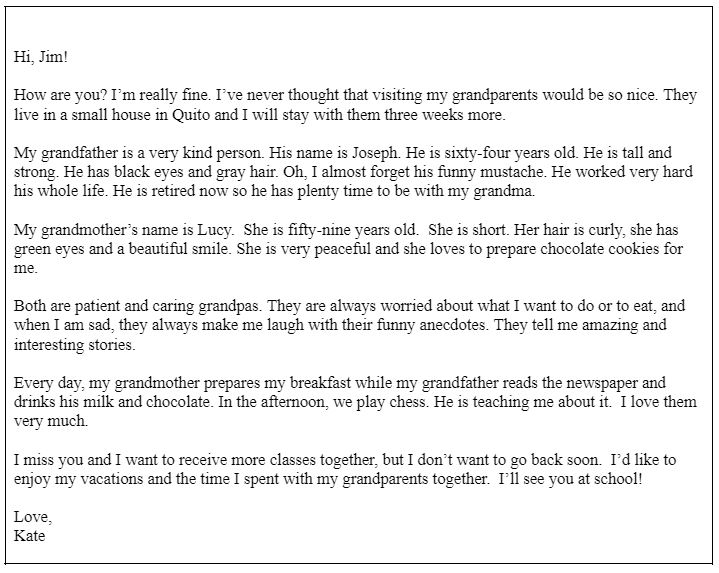 Hi, Jim!
How are you? I’m really fine. I’ve never thought that visiting my grandparents would be so nice. They
live in a small house in Quito and I will stay with them three weeks more.
My grandfather is a very kind person. His name is Joseph. He is sixty-four years old. He is tall and
strong. He has black eyes and gray hair. Oh, I almost forget his funny mustache. He worked very hard
his whole life. He is retired now so he has plenty time to be with my grandma.
My grandmother’s name is Lucy.  She is fifty-nine years old.  She is short. Her hair is curly, she has
green eyes and a beautiful smile. She is very peaceful and she loves to prepare chocolate cookies for
me.
Both are patient and caring grandpas. They are always worried about what I want to do or to eat, and
when I am sad, they always make me laugh with their funny anecdotes. They tell me amazing and
interesting stories.
Every day, my grandmother prepares my breakfast while my grandfather reads the newspaper and
drinks his milk and chocolate. In the afternoon, we play chess. He is teaching me about it.  I love them
very much.
I miss you and I want to receive more classes together, but I don’t want to go back soon.  I’d like to
enjoy my vacations and the time I spent with my grandparents together.  I’ll see you at school!
Love,
Kate